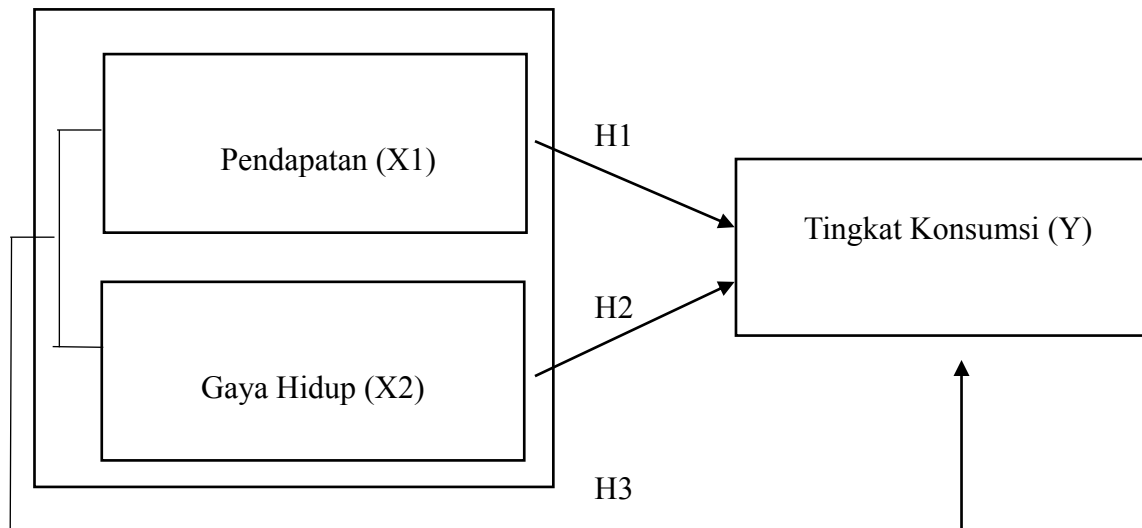 H1
Pendapatan (X1)
Tingkat Konsumsi (Y)
H2
Gaya Hidup (X2)
H3